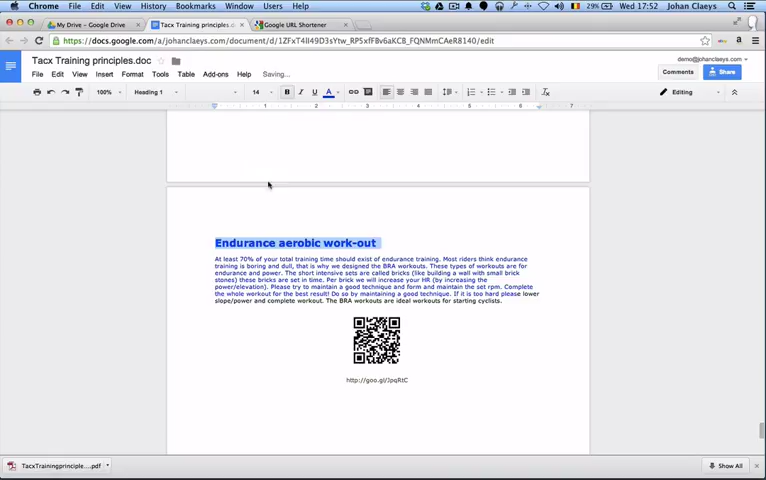 Chrome File Edit View History Bookmarks Window Users Help 29% Wed 17:52 Johan Claeys
My Drive – Google Drive Tacx Training principles.d Google URL Shortener
https://docs.google.com/a/johanclaeys.com/document/d/1ZFxT4II49D3sYtw_RP5xfFBv6aKCB_FQNMmCAeR8140/edit
Tacx Training principles.doc demo@johanclaeys.com
File Edit View Insert Format Tools Table Add-ons Help Saving... Comments Share
100% Heading 1 14 B I U A Editing
1 2 3 4 5 6 7
Endurance aerobic work-out
At least 70% of your total training time should exist of endurance training. Most riders think endurance
training is boring and dull, that is why we designed the BRA workouts. These types of workouts are for
endurance and power. The short intensive sets are called bricks (like building a wall with small brick
stones) these bricks are set in time. Per brick we will increase your HR (by increasing the
power/elevation). Please try to maintain a good technique and form and maintain the set rpm. Complete
the whole workout for the best result! Do so by maintaining a good technique. If it is too hard please lower
slope/power and complete workout. The BRA workouts are ideal workouts for starting cyclists.
http://goo.gl/JpqRtC
TacxTrainingprinciple....pdf Show All